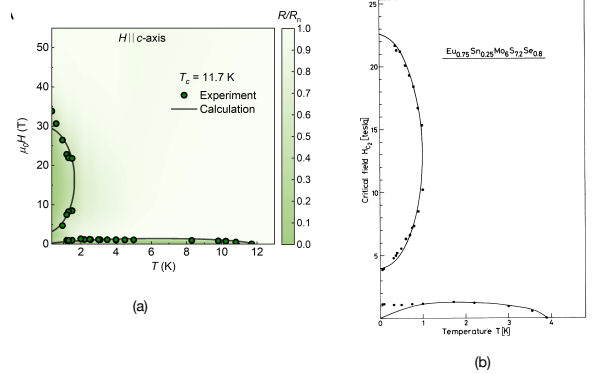 R/Rn
H||c-axis
Tc = 11.7 K
Experiment
Calculation
μ0H (T)
50
40
30
20
10
0
2
4
6
8
10
12
T (K)
1.0
0.9
0.8
0.7
0.6
0.5
0.4
0.3
0.2
0.1
0.0
(a)
Eu0.75Sn0.25Mo6S7.2Se0.8
Critical field Hc2 [tesla]
25
20
15
10
5
0
1
2
3
4
Temperature T[K]
(b)